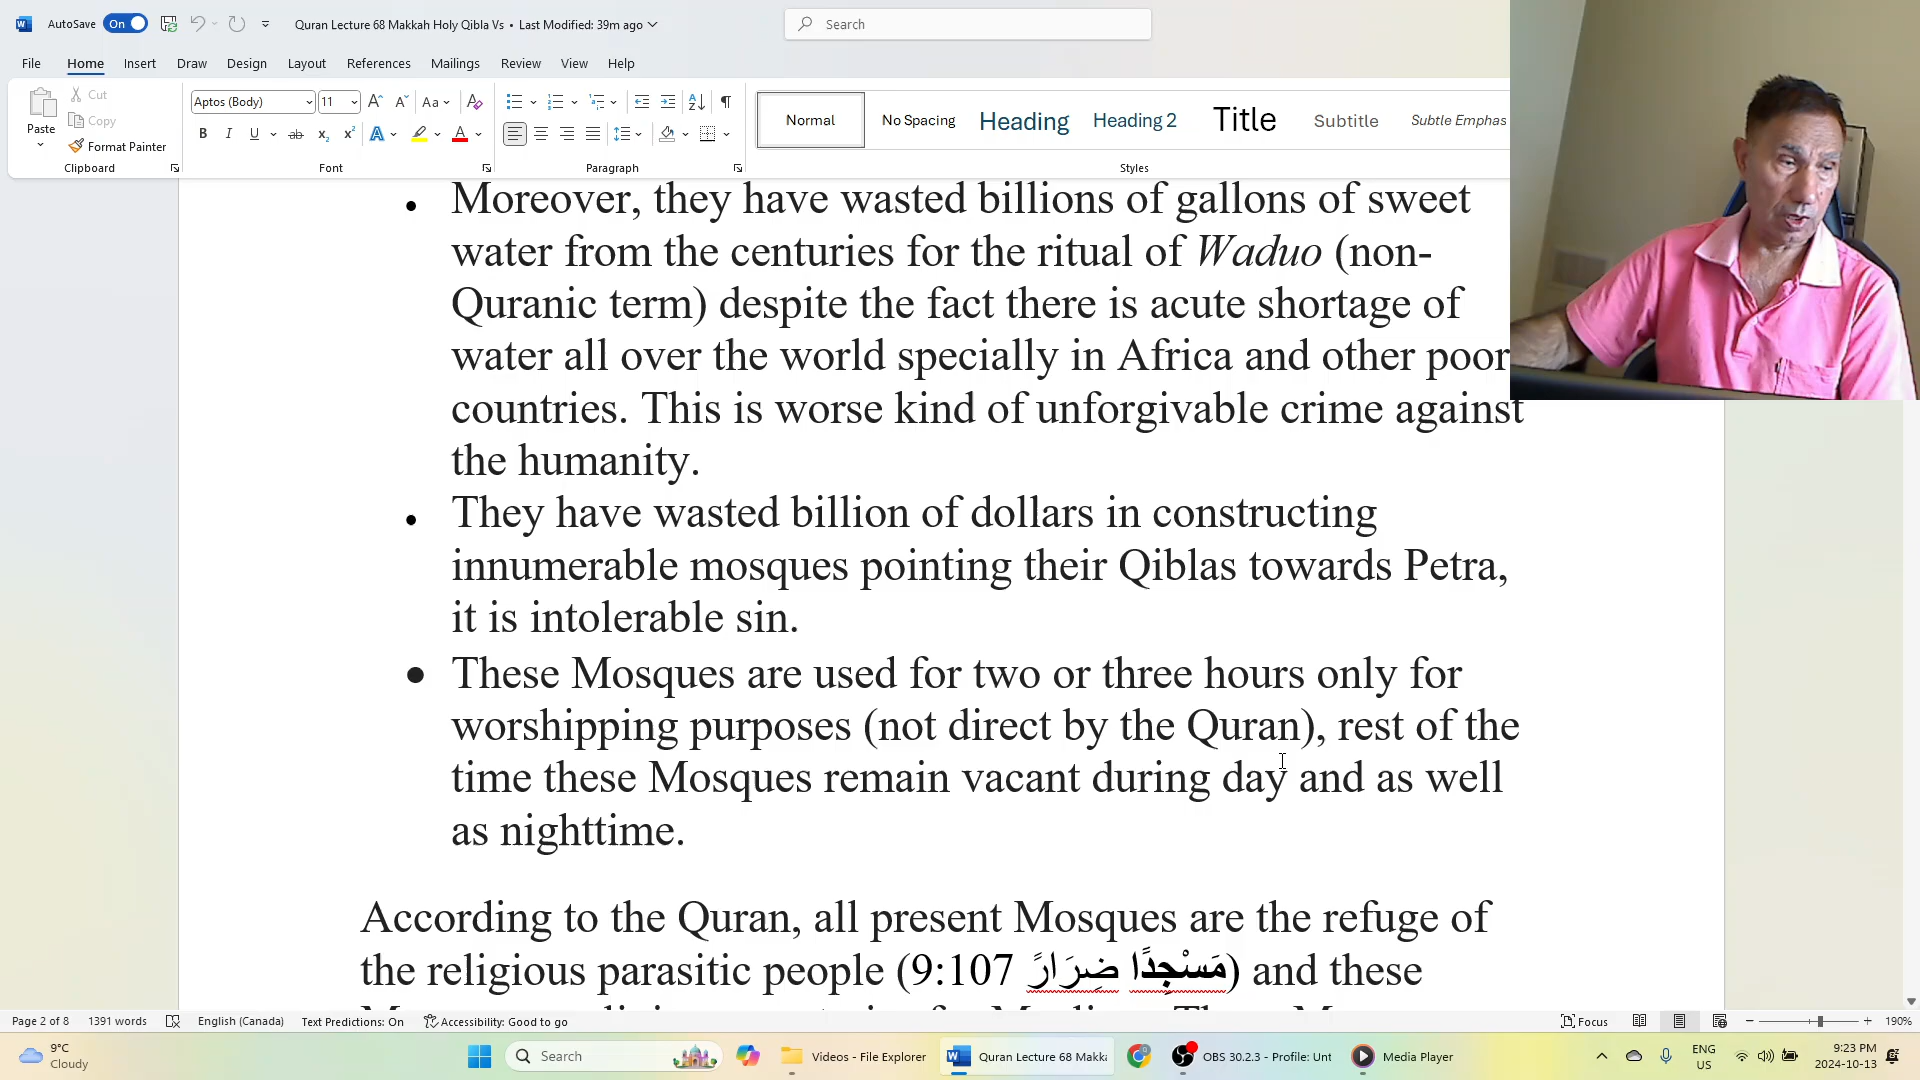 AutoSave On Quran Lecture 68 Makkah Holy Qibla Vs • Last Modified: 39m ago Search
File Home Insert Draw Design Layout References Mailings Review View Help
Paste Cut Copy Format Painter
Aptos (Body) 11
Normal No Spacing Heading Heading 2 Title Subtitle Subtle Emphas
Clipboard Font Paragraph Styles
• Moreover, they have wasted billions of gallons of sweet
water from the centuries for the ritual of Waduo (non-
Quranic term) despite the fact there is acute shortage of
water all over the world specially in Africa and other poor
countries. This is worse kind of unforgivable crime against
the humanity.
• They have wasted billion of dollars in constructing
innumerable mosques pointing their Qiblas towards Petra,
it is intolerable sin.
• These Mosques are used for two or three hours only for
worshipping purposes (not direct by the Quran), rest of the
time these Mosques remain vacant during day and as well
as nighttime.
According to the Quran, all present Mosques are the refuge of
the religious parasitic people (9:107 مَسْجِدًا ضِرَارً) and these
Page 2 of 8 1391 words English (Canada) Text Predictions: On Accessibility: Good to go Focus 190%
9°C
Cloudy
Search Videos - File Explorer Quran Lecture 68 Makka OBS 30.2.3 - Profile: Unt Media Player
ENG
US
9:23 PM
2024-10-13